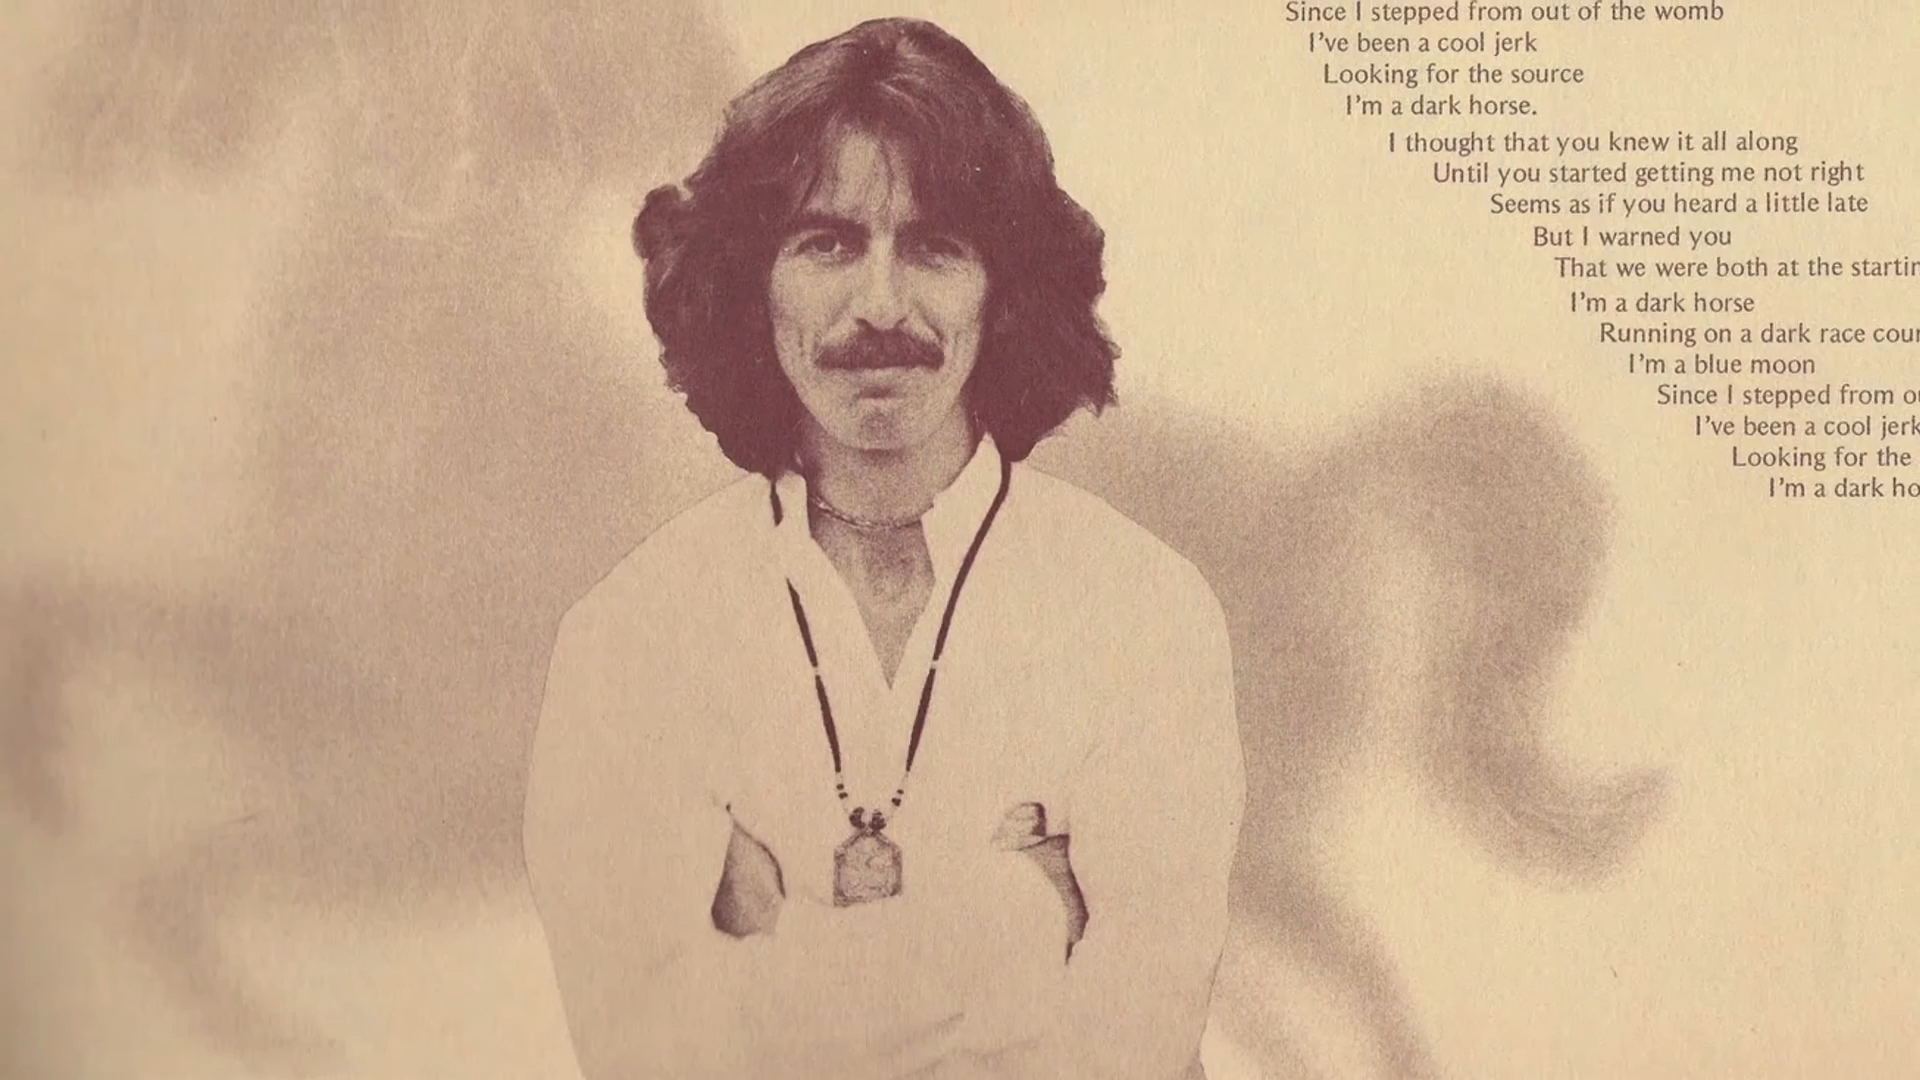 Since I stepped from out of the womb
I've been a cool jerk
Looking for the source
I'm a dark horse.
I thought that you knew it all along
Until you started getting me not right
Seems as if you heard a little late
But I warned you
That we were both at the startin
I'm a dark horse
Running on a dark race cour
I'm a blue moon
Since I stepped from o
I've been a cool jerk
Looking for the
I'm a dark ho